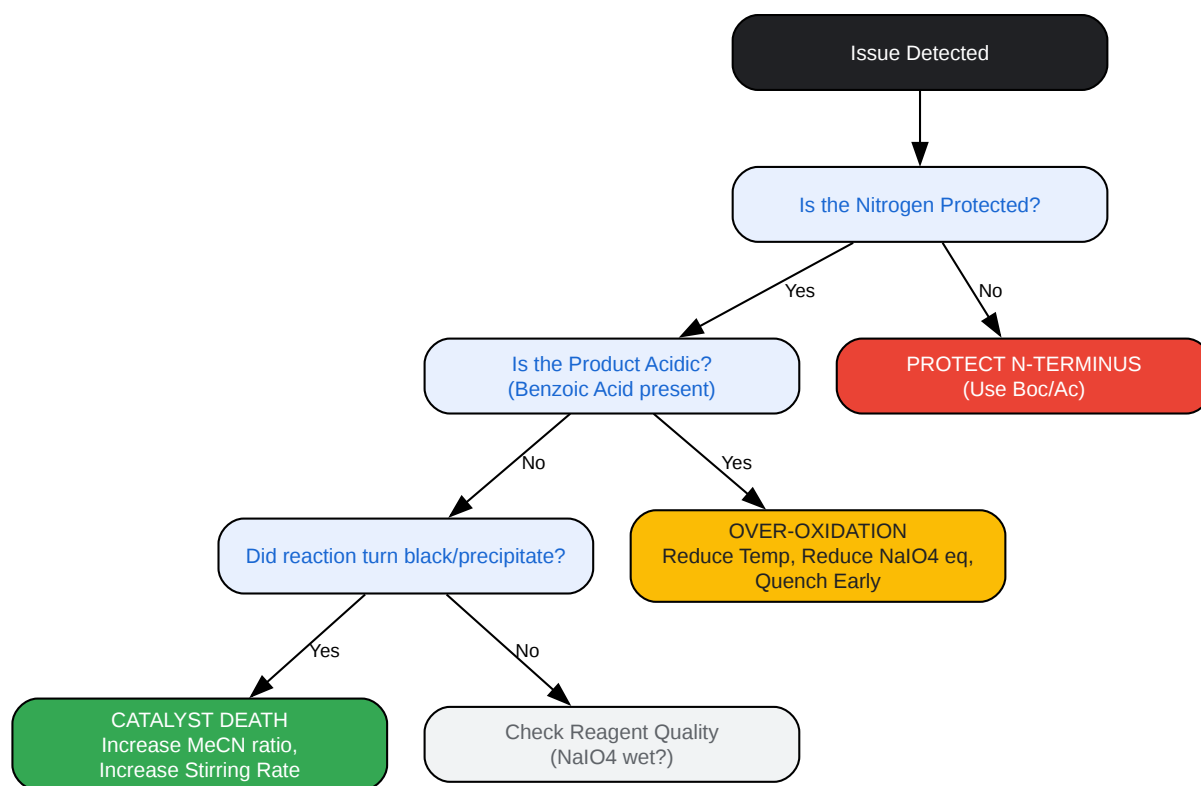 Issue Detected
Is the Nitrogen Protected?
Yes
No
Is the Product Acidic?
(Benzoic Acid present)
PROTECT N-TERMINUS
(Use Boc/Ac)
No
Yes
Did reaction turn black/precipitate?
OVER-OXIDATION
Reduce Temp, Reduce NaIO4 eq,
Quench Early
Yes
No
CATALYST DEATH
Increase MeCN ratio,
Increase Stirring Rate
Check Reagent Quality
(NaIO4 wet?)